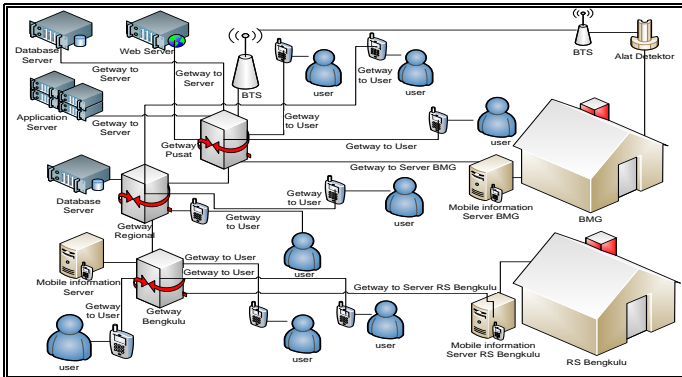 Database
Server
Web Server
BTS
Alat Detektor
Getway to
Server
Getway to
Server
BTS
user
user
Application
Server
Getway to
Server
Getway
to User
Getway
to User
Getway to User
user
Getway
Pusat
Getway to Server BMG
Database
Server
Getway
to User
Mobile information
Server BMG
BMG
Getway
Regional
Getway
to User
user
Getway to User
user
Getway to User
Mobile information
Server
Getway to Server RS Bengkulu
Getway
to User
Getway
Bengkulu
user
user
Mobile information
Server RS Bengkulu
RS Bengkulu
user